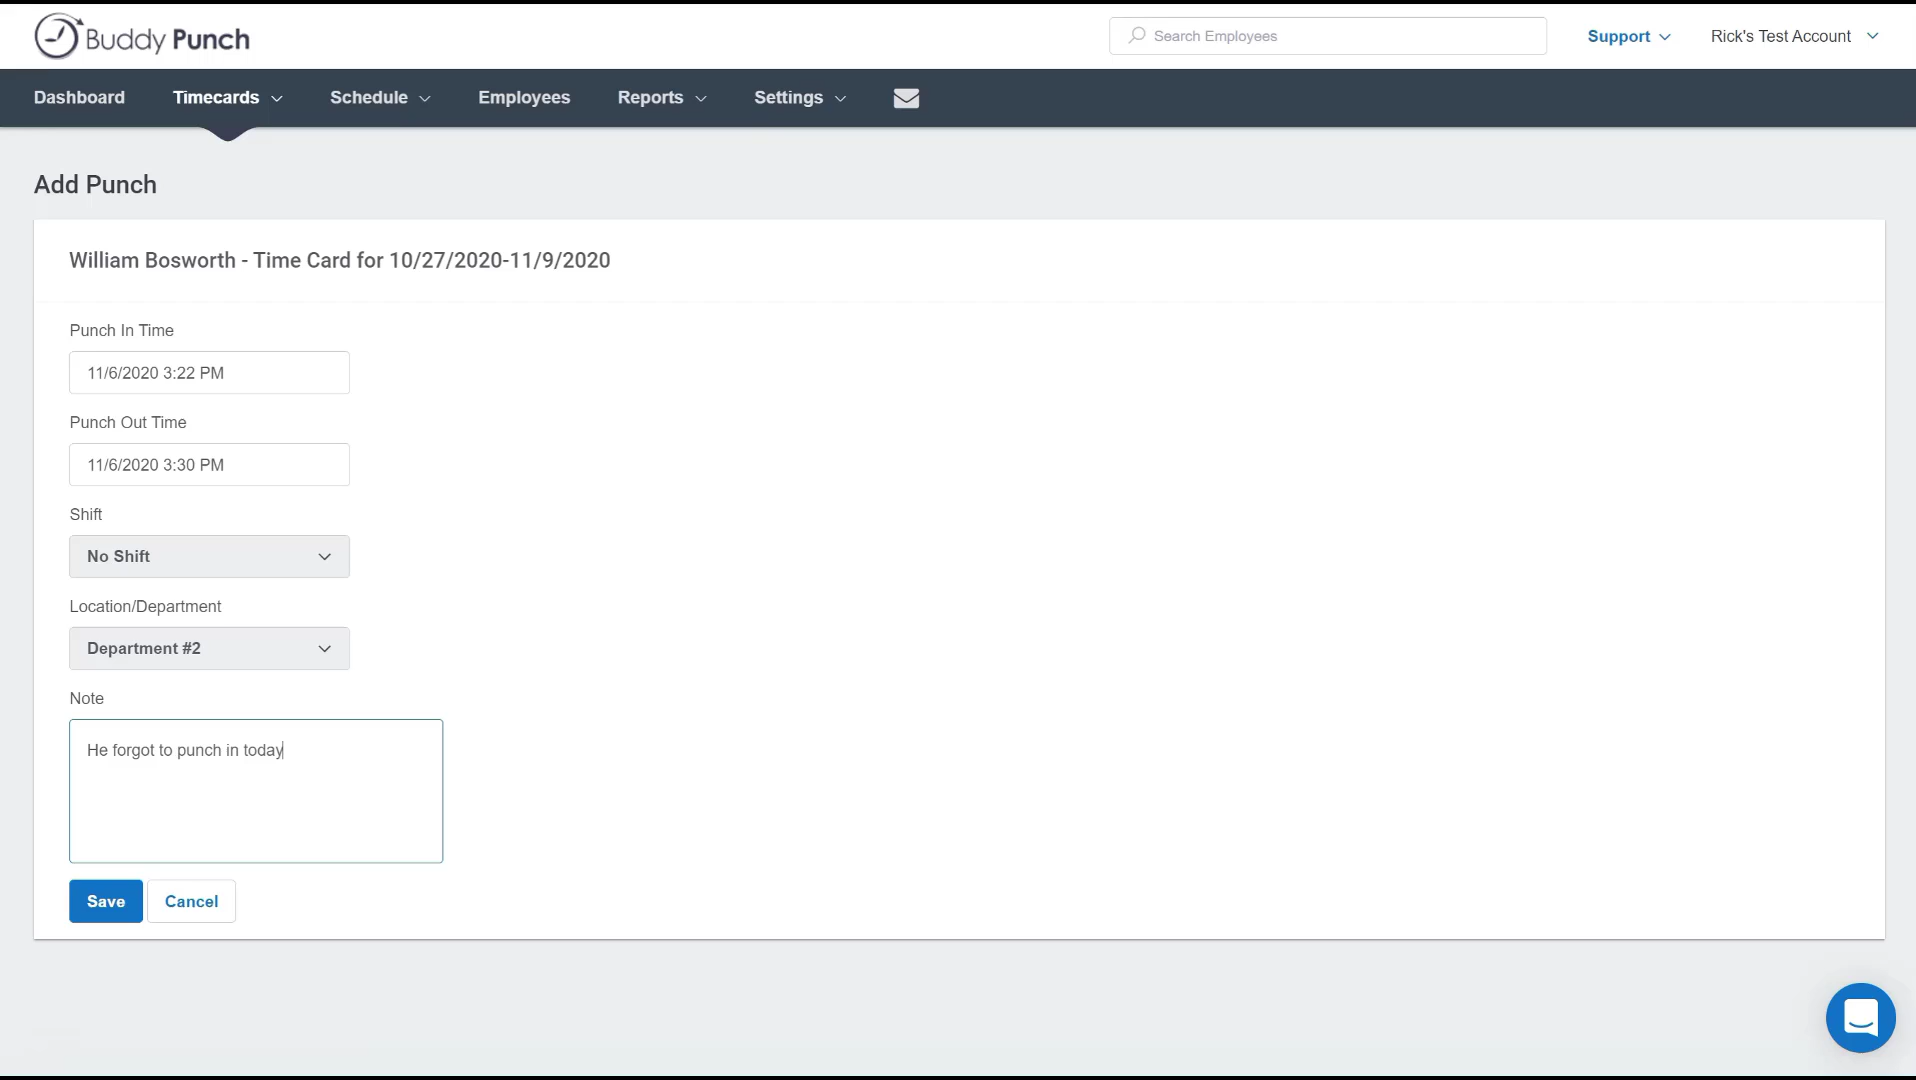 Buddy Punch
Search Employees
Support
Rick's Test Account
Dashboard
Timecards
Schedule
Employees
Reports
Settings
Add Punch
William Bosworth - Time Card for 10/27/2020-11/9/2020
Punch In Time
11/6/2020 3:22 PM
Punch Out Time
11/6/2020 3:30 PM
Shift
No Shift
Location/Department
Department #2
Note
He forgot to punch in today
Save
Cancel